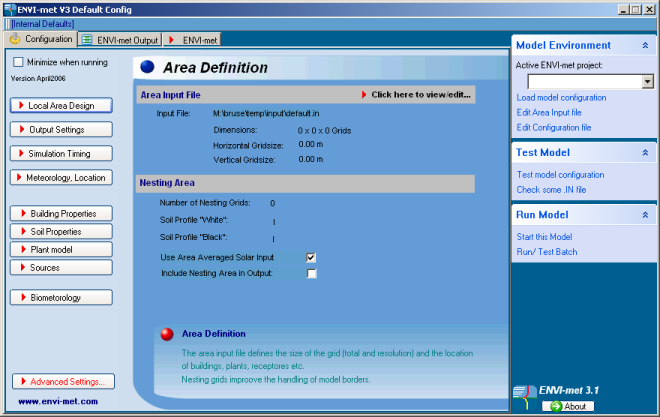 ENVI-met V3 Default Config
[Internal Defaults]
Configuration
ENVI-met Output
ENVI-met
Minimize when running
Version April2006
Local Area Design
Output Settings
Simulation Timing
Meteorology, Location
Building Properties
Soil Properties
Plant model
Sources
Biometorology
Advanced Settings...
www.envi-met.com
Area Definition
Area Input File
Click here to view/edit...
Input File: M:\bruse\temp\input\default.in
Dimensions: 0 x 0 x 0 Grids
Horizontal Gridsize: 0.00 m
Vertical Gridsize: 0.00 m
Nesting Area
Number of Nesting Grids: 0
Soil Profile "White": |
Soil Profile "Black": |
Use Area Averaged Solar Input
Include Nesting Area in Output:
Area Definition
The area input file defines the size of the grid (total and resolution) and the location
of buildings, plants, receptores etc.
Nesting grids improove the handling of model borders.
Model Environment
Active ENVI-met project:
Load model configuration
Edit Area Input file
Edit Configuration file
Test Model
Test model configuration
Check some .IN file
Run Model
Start this Model
Run/ Test Batch
ENVI-met 3.1
About